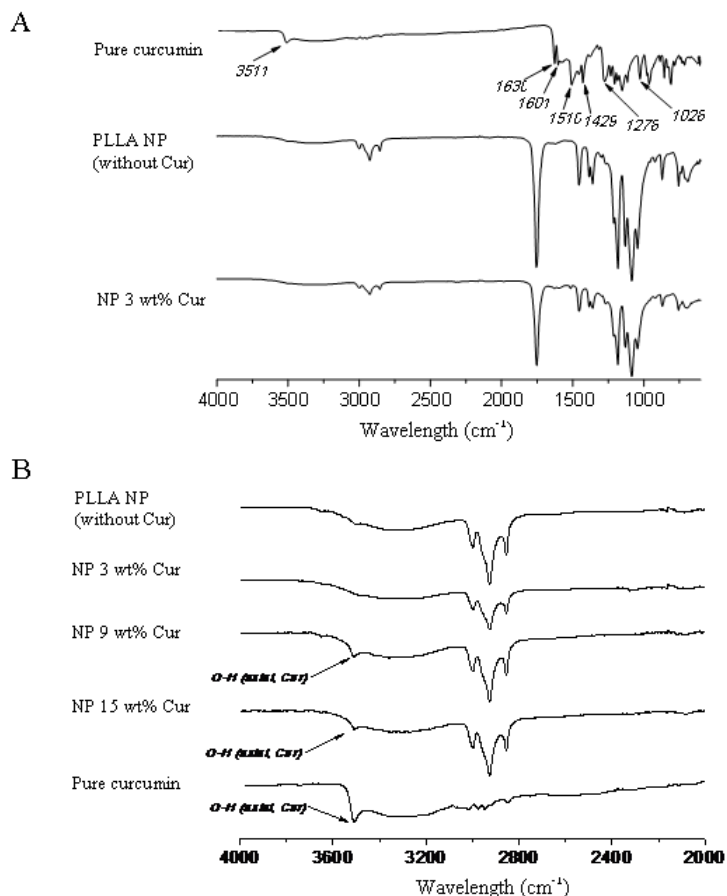 A
Pure curcumin
3511
1630
1601
1510
1429
1276
1026
PLLA NP
(without Cur)
NP 3 wt% Cur
4000 3500 3000 2500 2000 1500 1000
Wavelength (cm⁻¹)
B
PLLA NP
(without Cur)
NP 3 wt% Cur
NP 9 wt% Cur
O-H (axial, Cur)
NP 15 wt% Cur
O-H (axial, Cur)
Pure curcumin
O-H (axial, Cur)
4000 3600 3200 2800 2400 2000
Wavelength (cm⁻¹)